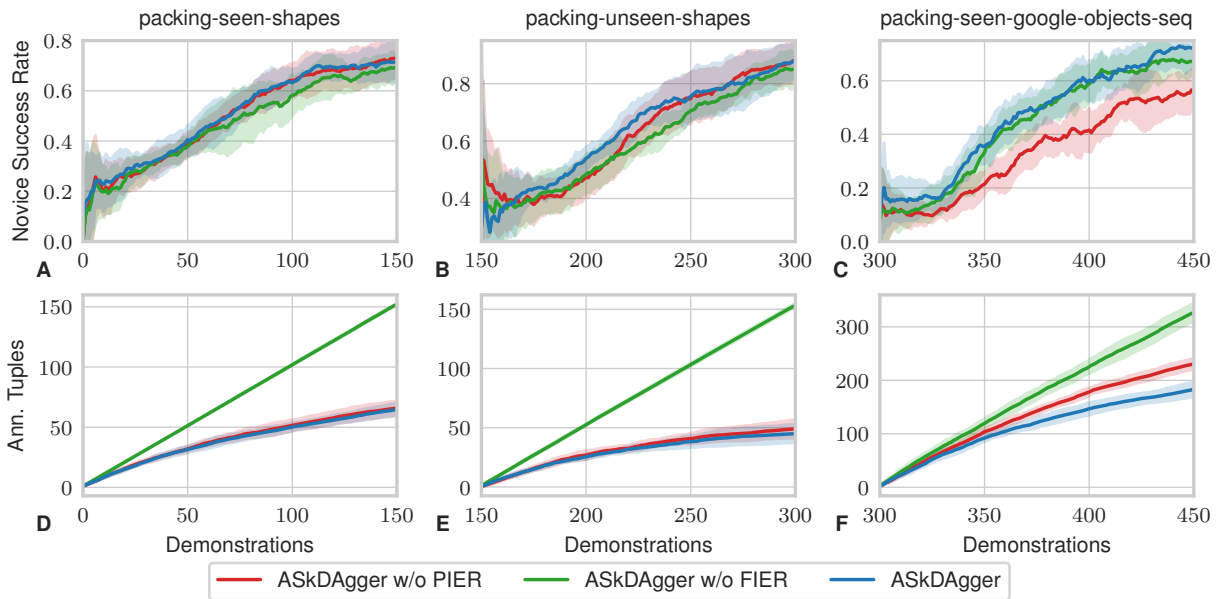 packing-seen-shapes packing-unseen-shapes packing-seen-google-objects-seq
Novice Success Rate
0.8
0.6
0.4
0.2
0.0
0 50 100 150
A
0.8
0.6
0.4
150 200 250 300
B
0.6
0.4
0.2
0.0
300 350 400 450
C
Ann. Tuples
150
100
50
0
0 50 100 150
D
Demonstrations
150
100
50
0
150 200 250 300
E
Demonstrations
300
200
100
0
300 350 400 450
F
Demonstrations
ASkDAgger w/o PIER ASkDAgger w/o FIER ASkDAgger